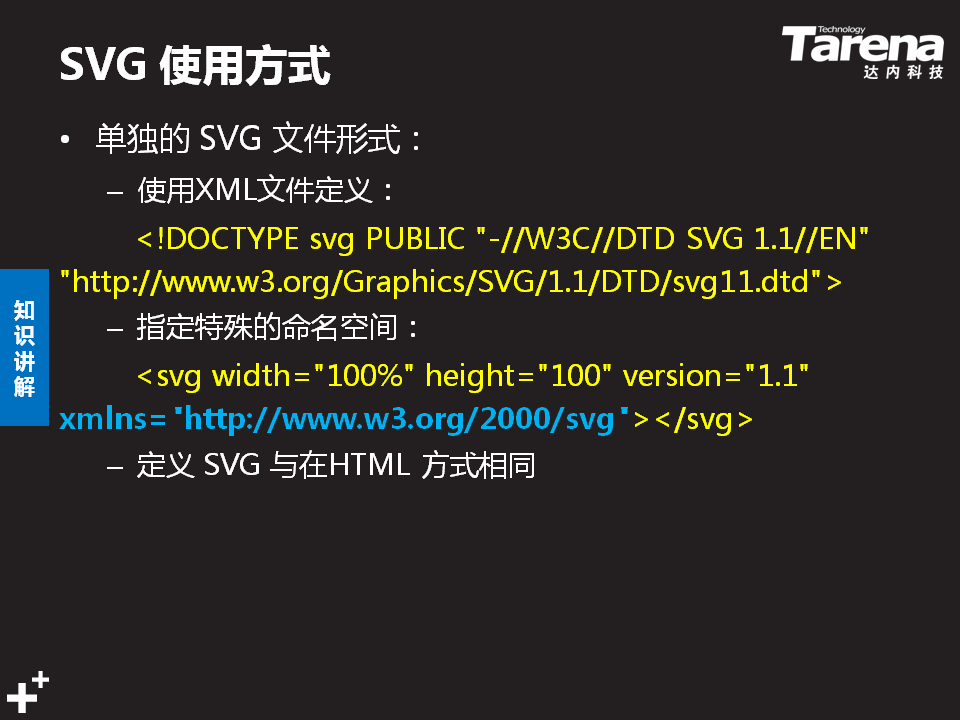 SVG 使用方式
Technology
Tarena
达内科技
• 单独的 SVG 文件形式：
– 使用XML文件定义：
<!DOCTYPE svg PUBLIC "-//W3C//DTD SVG 1.1//EN"
"http://www.w3.org/Graphics/SVG/1.1/DTD/svg11.dtd">
– 指定特殊的命名空间：
<svg width="100%" height="100" version="1.1"
xmlns="http://www.w3.org/2000/svg"></svg>
– 定义 SVG 与在HTML 方式相同
知识讲解